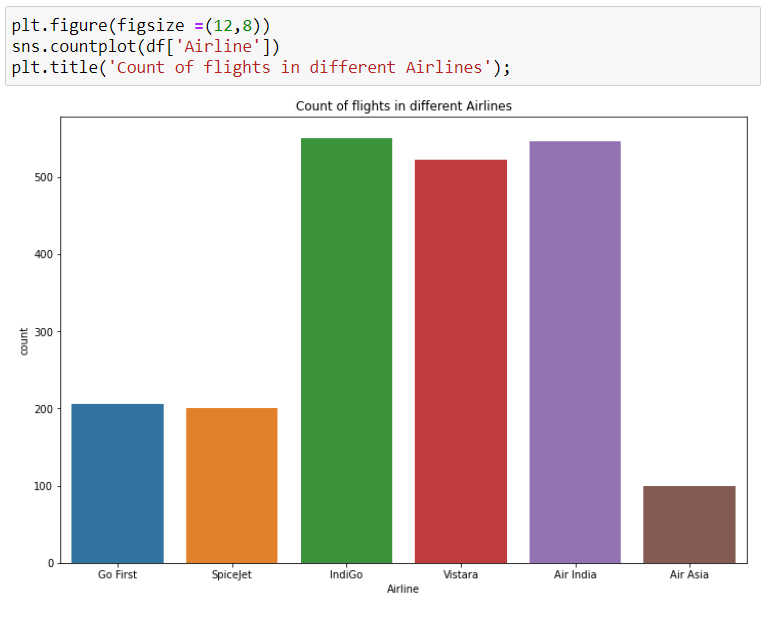 plt.figure(figsize =(12,8))
sns.countplot(df['Airline'])
plt.title('Count of flights in different Airlines');
Count of flights in different Airlines
500
400
300
200
100
0
count
Go First SpiceJet IndiGo Vistara Air India Air Asia
Airline